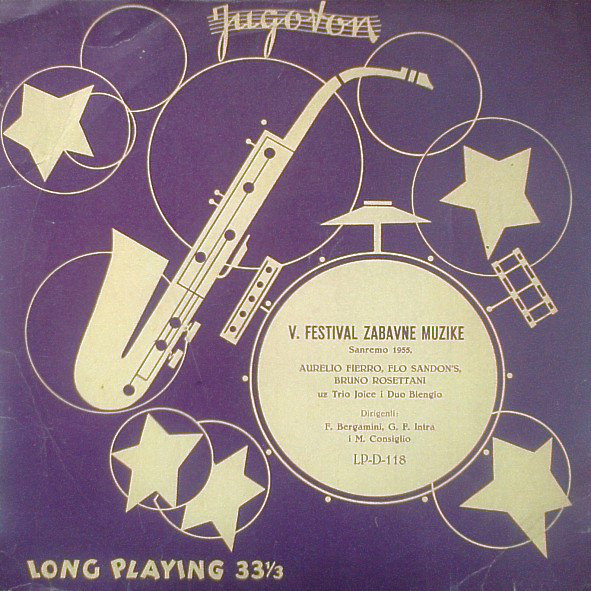 Jugoton
V. FESTIVAL ZABAVNE MUZIKE
Sanremo 1955.
AURELIO FIERRO, FLO SANDON'S,
BRUNO ROSETTANI
uz Trio Joice i Duo Blengio
Dirigenti:
F. Bergamini, G. F. Intra
i M. Consiglio
LP-D-118
LONG PLAYING 33⅓